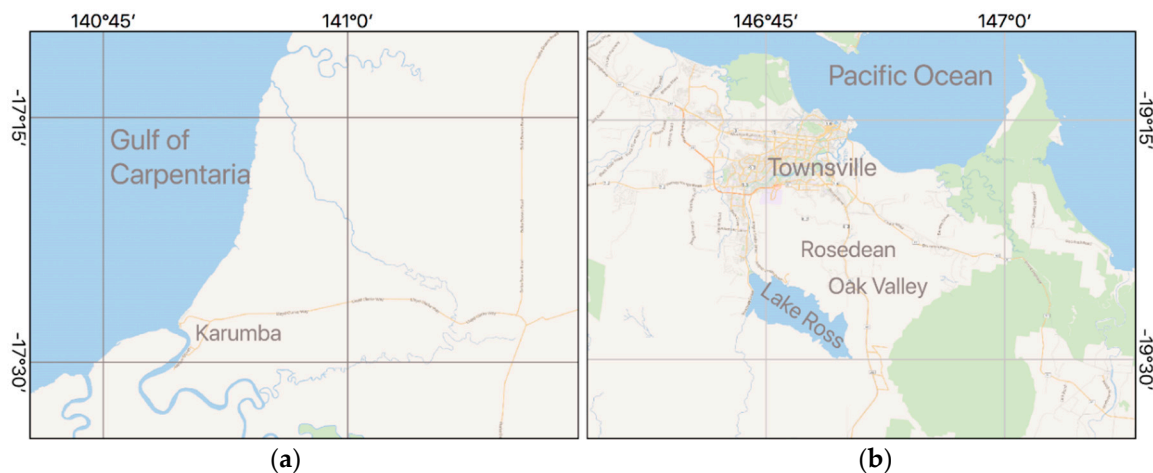 140°45′ 141°0′
146°45′ 147°0′
-17°15′
-17°30′
Gulf of
Carpentaria
Karumba
Pacific Ocean
Townsville
Rosedean
Oak Valley
Lake Ross
-19°15′
-19°30′
(a)
(b)